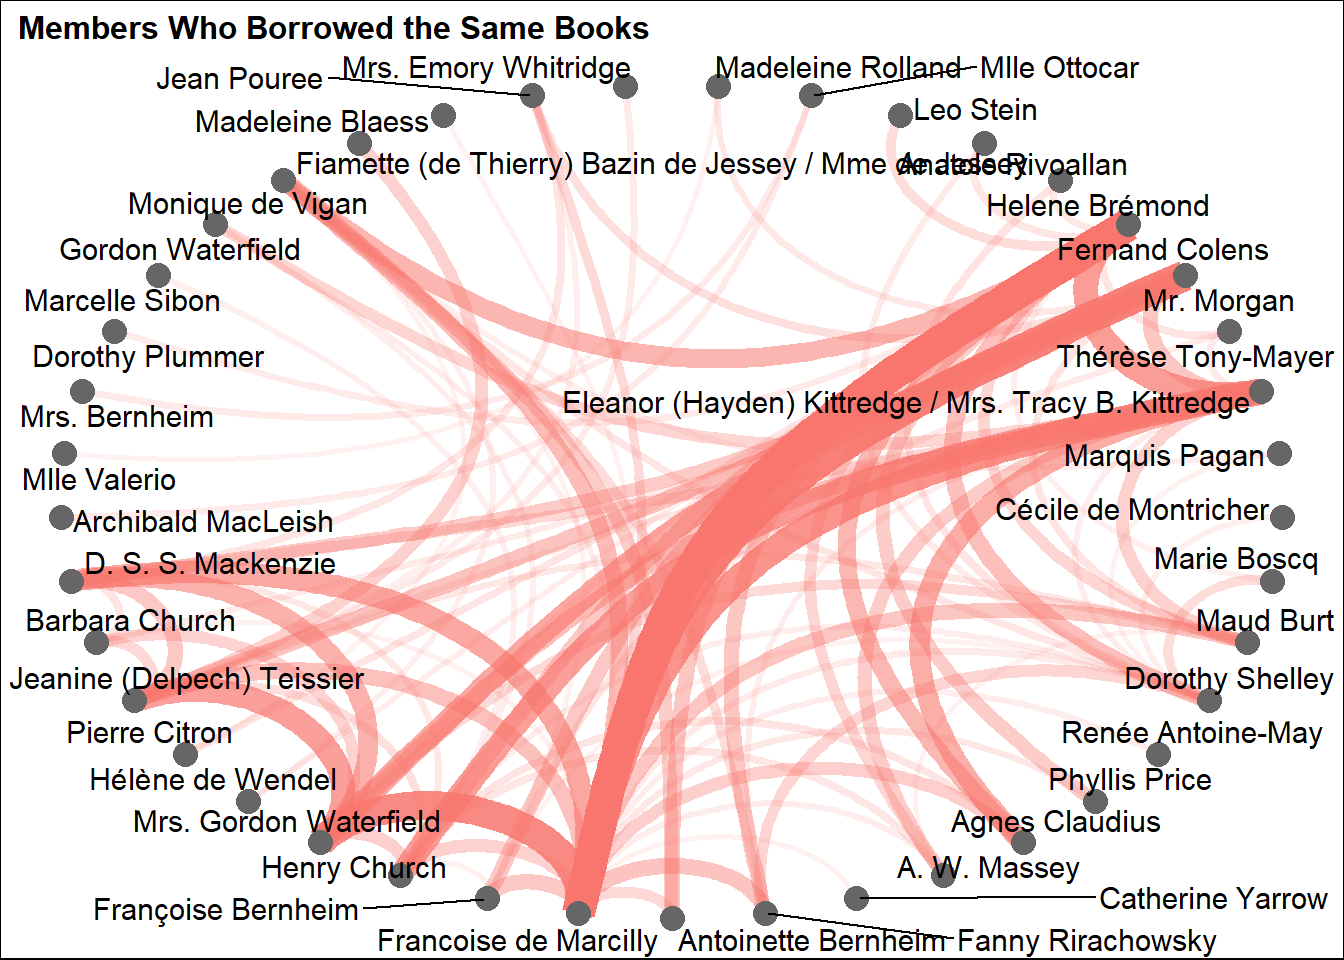 Members Who Borrowed the Same Books
Mrs. Emory Whitridge
Madeleine Rolland
Mlle Ottocar
Jean Pouree
Leo Stein
Madeleine Blaess
Fiamette (de Thierry) Bazin de Jessey / Mme de Jessey
Anatole Rivoallan
Monique de Vigan
Helene Brémond
Gordon Waterfield
Fernand Colens
Marcelle Sibon
Mr. Morgan
Dorothy Plummer
Thérèse Tony-Mayer
Eleanor (Hayden) Kittredge / Mrs. Tracy B. Kittredge
Mrs. Bernheim
Marquis Pagan
Mlle Valerio
Cécile de Montricher
Archibald MacLeish
Marie Boscq
D. S. S. Mackenzie
Barbara Church
Maud Burt
Jeanine (Delpech) Teissier
Dorothy Shelley
Pierre Citron
Renée Antoine-May
Hélène de Wendel
Phyllis Price
Mrs. Gordon Waterfield
Agnes Claudius
Henry Church
A. W. Massey
Catherine Yarrow
Françoise Bernheim
Francoise de Marcilly
Antoinette Bernheim
Fanny Rirachowsky